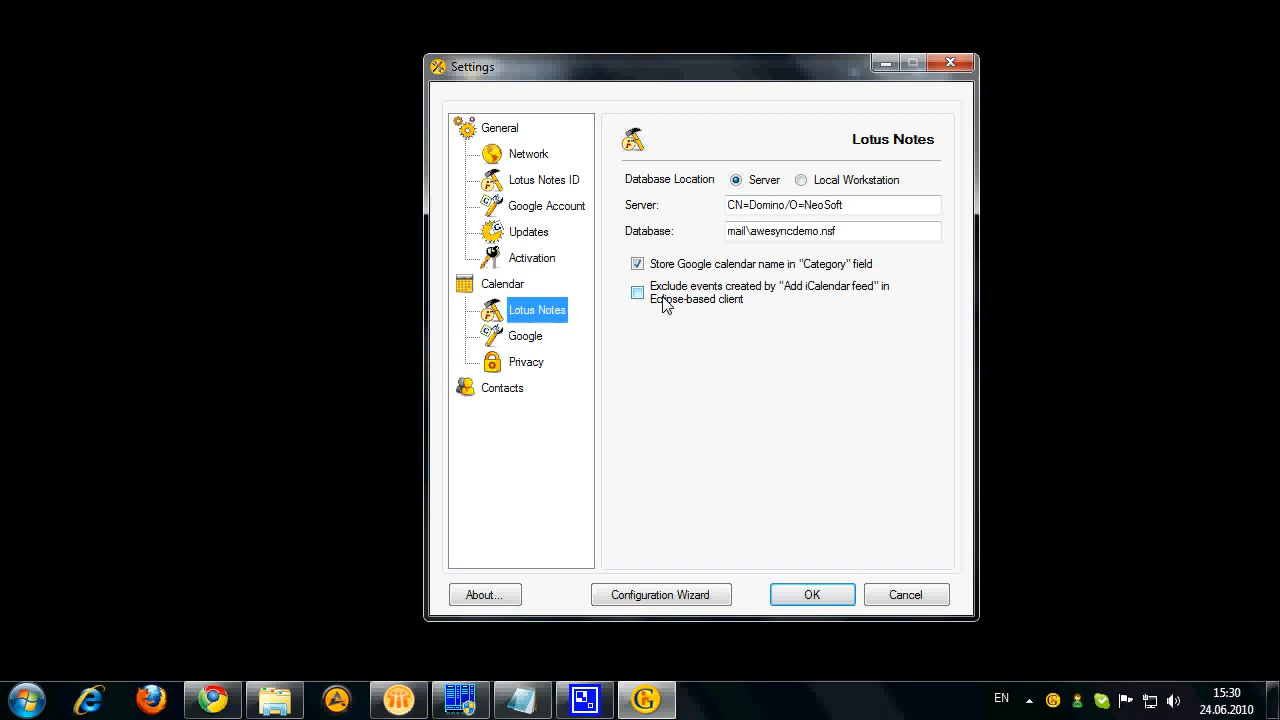 Settings
General
Network
Lotus Notes ID
Google Account
Updates
Activation
Calendar
Lotus Notes
Google
Privacy
Contacts
Lotus Notes
Database Location Server Local Workstation
Server: CN=Domino/O=NeoSoft
Database: mail\awesyncdemo.nsf
Store Google calendar name in "Category" field
Exclude events created by "Add iCalendar feed" in
Eclipse-based client
About... Configuration Wizard OK Cancel
EN
15:30
24.06.2010